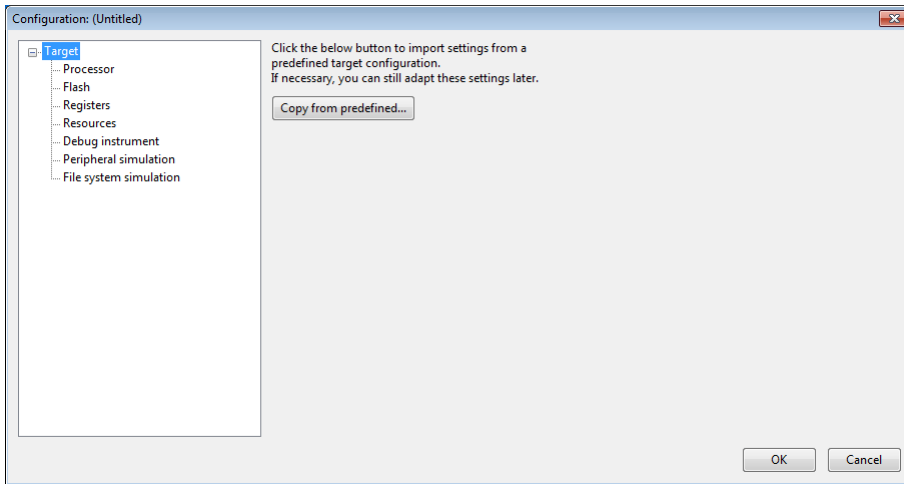 Configuration: (Untitled)
Target
Processor
Flash
Registers
Resources
Debug instrument
Peripheral simulation
File system simulation
Click the below button to import settings from a
predefined target configuration.
If necessary, you can still adapt these settings later.
Copy from predefined...
OK
Cancel